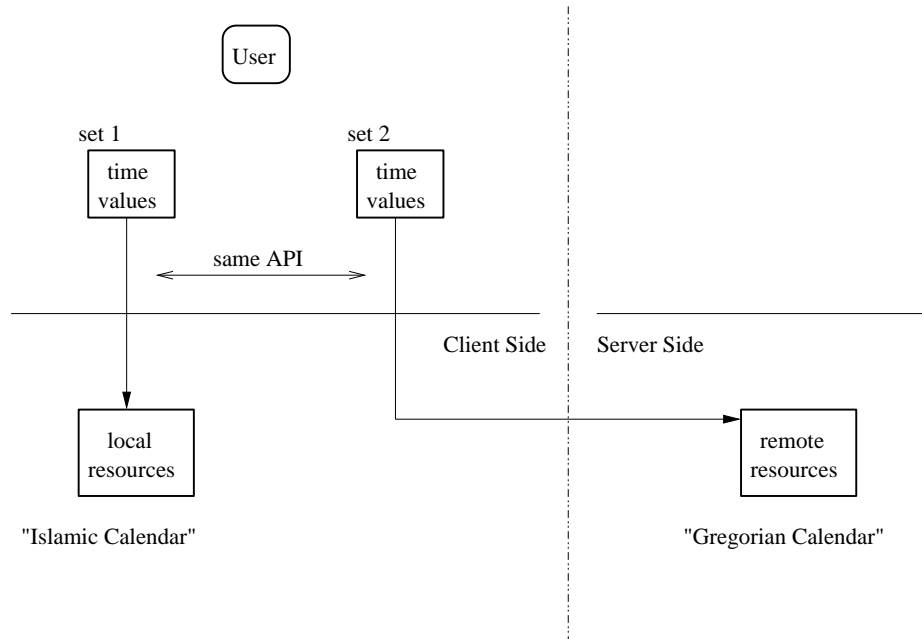 User
set 1
set 2
time
values
time
values
same API
Client Side
Server Side
local
resources
remote
resources
"Islamic Calendar"
"Gregorian Calendar"